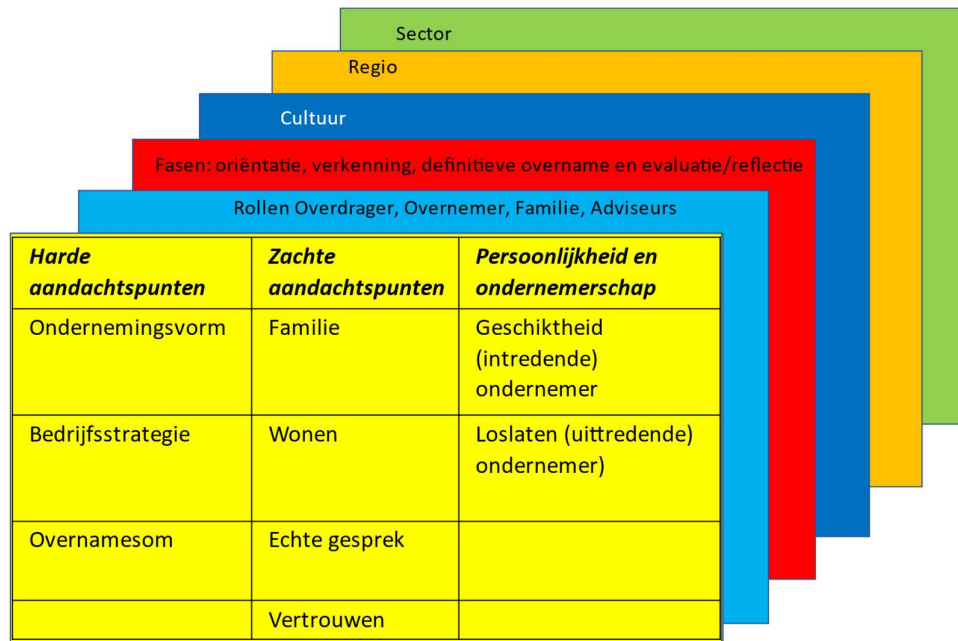 Sector
Regio
Cultuur
Fasen: oriëntatie, verkenning, definitieve overname en evaluatie/reflectie
Rollen Overdrager, Overnemer, Familie, Adviseurs
Harde
aandachtspunten
Zachte
aandachtspunten
Persoonlijkheid en
ondernemerschap
Ondernemingsvorm
Familie
Geschiktheid
(intredende)
ondernemer
Bedrijfsstrategie
Wonen
Loslaten (uittredende)
ondernemer)
Overnamesom
Echte gesprek
Vertrouwen